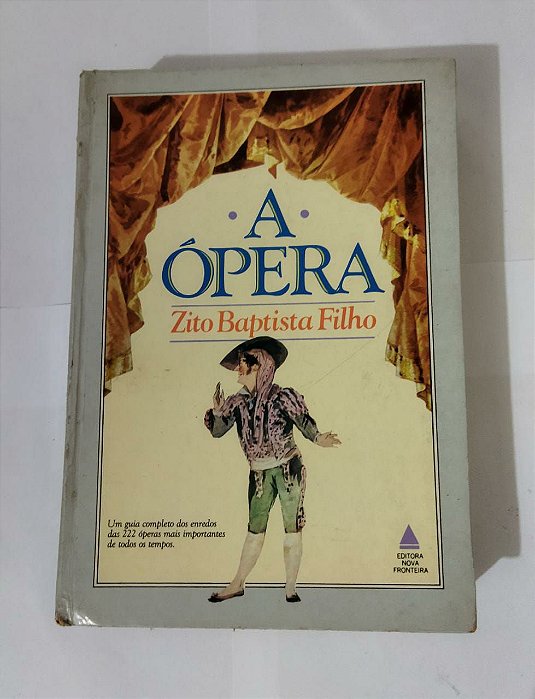 • A •
ÓPERA
Zito Baptista Filho
Um guia completo dos enredos
das 222 óperas mais importantes
de todos os tempos.
EDITORA
NOVA
FRONTEIRA